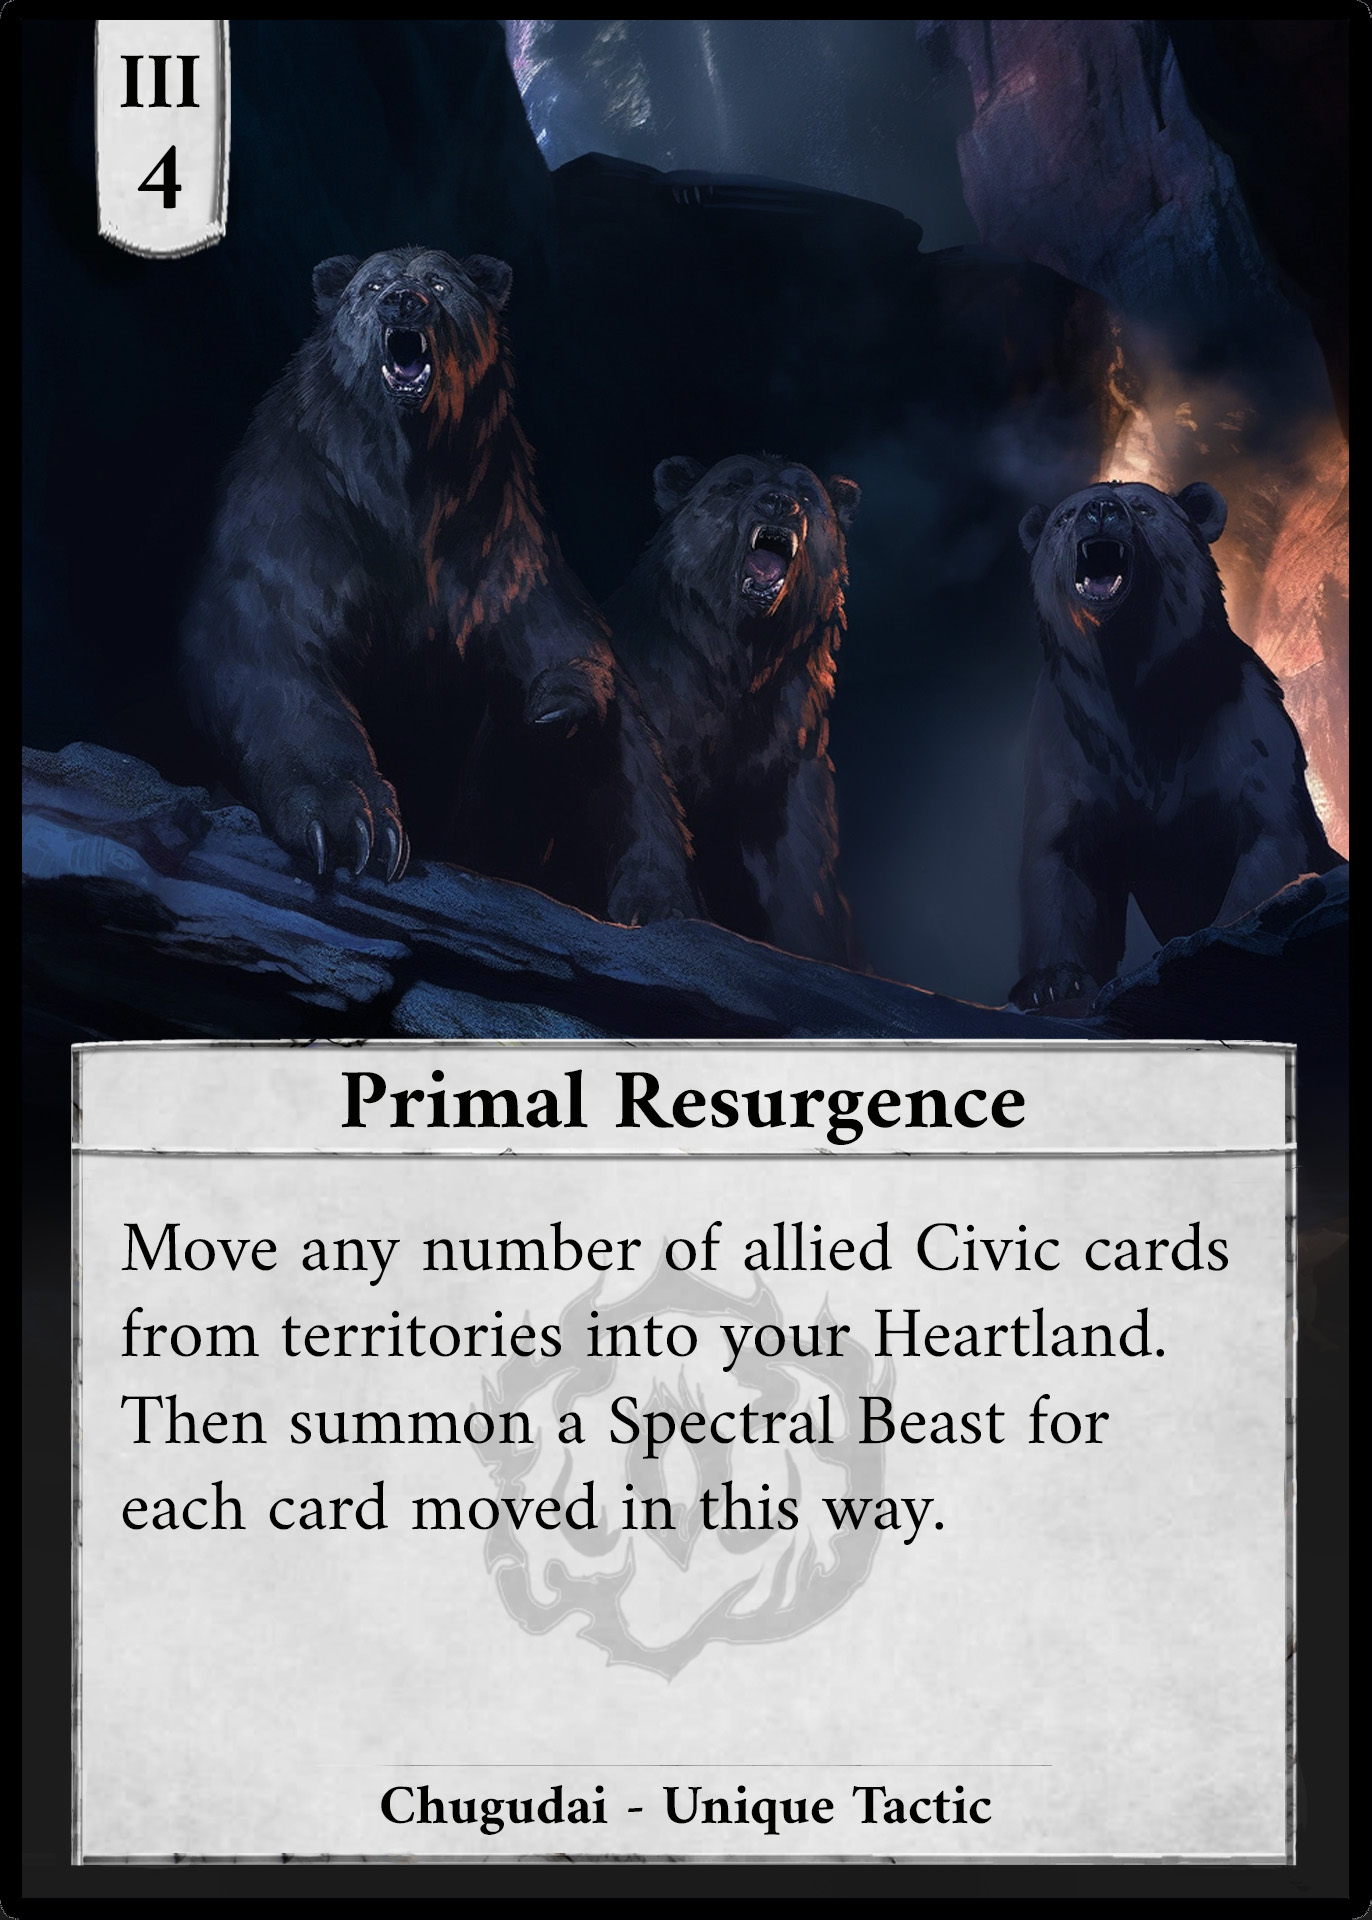 III
4
Primal Resurgence
Move any number of allied Civic cards
from territories into your Heartland.
Then summon a Spectral Beast for
each card moved in this way.
Chugudai - Unique Tactic